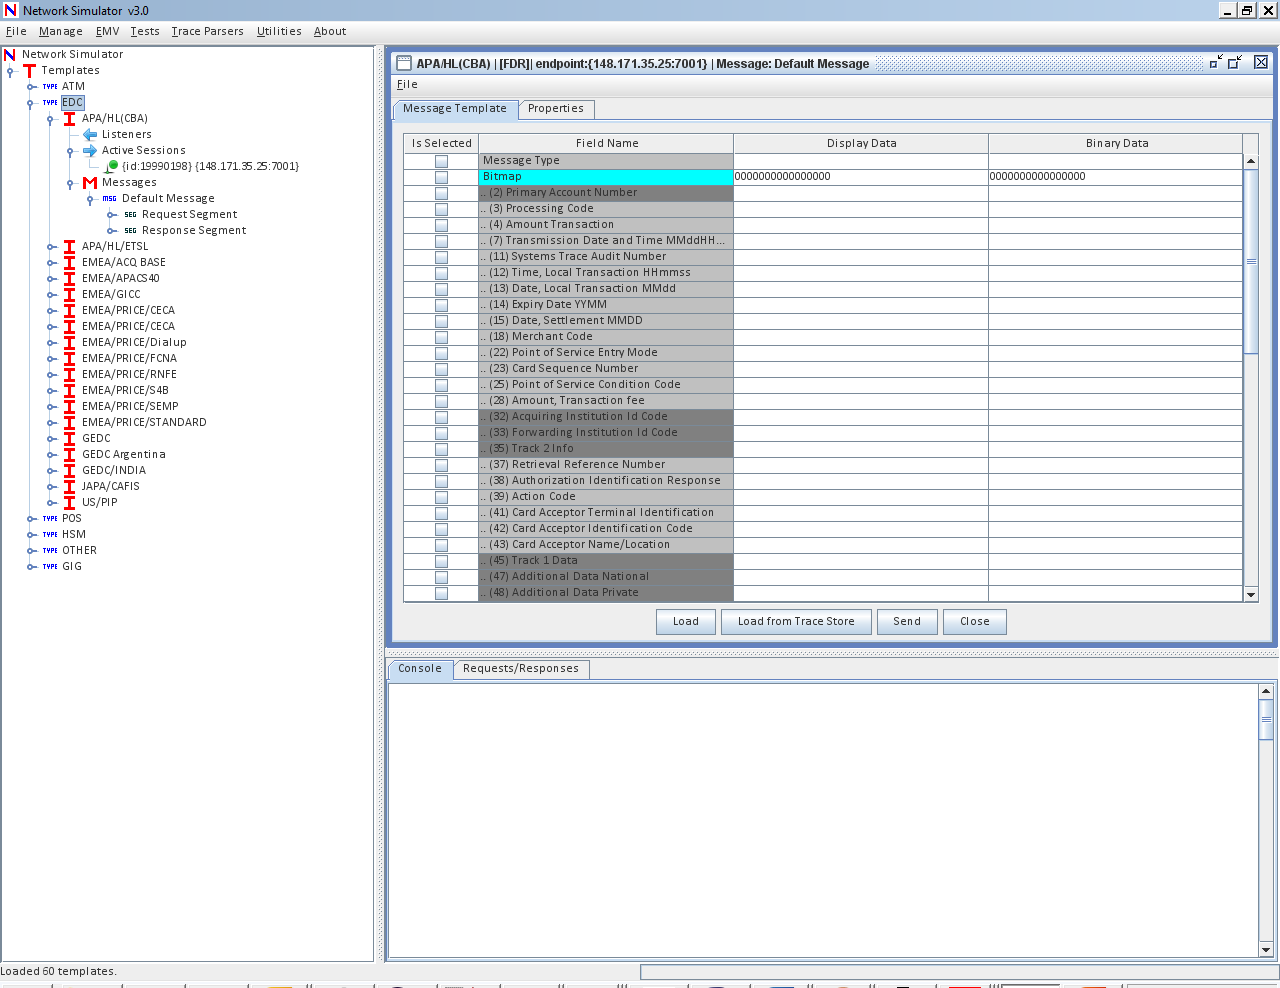 Network Simulator v3.0
File Manage EMV Tests Trace Parsers Utilities About
Network Simulator
Templates
TYPE ATM
TYPE EDC
APA/HL(CBA)
Listeners
Active Sessions
{id:19990198} {148.171.35.25:7001}
Messages
MSG Default Message
SEG Request Segment
SEG Response Segment
APA/HL/ETSL
EMEA/ACQ BASE
EMEA/APACS40
EMEA/GICC
EMEA/PRICE/CECA
EMEA/PRICE/CECA
EMEA/PRICE/Dialup
EMEA/PRICE/FCNA
EMEA/PRICE/RNFE
EMEA/PRICE/S4B
EMEA/PRICE/SEMP
EMEA/PRICE/STANDARD
GEDC
GEDC Argentina
GEDC/INDIA
JAPA/CAFIS
US/PIP
TYPE POS
TYPE HSM
TYPE OTHER
TYPE GIG
APA/HL(CBA) | [FDR]| endpoint:{148.171.35.25:7001} | Message: Default Message
File
Message Template Properties
Is Selected Field Name Display Data Binary Data
Message Type
Bitmap 0000000000000000 0000000000000000
.. (2) Primary Account Number
.. (3) Processing Code
.. (4) Amount Transaction
.. (7) Transmission Date and Time MMddHH...
.. (11) Systems Trace Audit Number
.. (12) Time, Local Transaction HHmmss
.. (13) Date, Local Transaction MMdd
.. (14) Expiry Date YYMM
.. (15) Date, Settlement MMDD
.. (18) Merchant Code
.. (22) Point of Service Entry Mode
.. (23) Card Sequence Number
.. (25) Point of Service Condition Code
.. (28) Amount, Transaction fee
.. (32) Acquiring Institution Id Code
.. (33) Forwarding Institution Id Code
.. (35) Track 2 Info
.. (37) Retrieval Reference Number
.. (38) Authorization Identification Response
.. (39) Action Code
.. (41) Card Acceptor Terminal Identification
.. (42) Card Acceptor Identification Code
.. (43) Card Acceptor Name/Location
.. (45) Track 1 Data
.. (47) Additional Data National
.. (48) Additional Data Private
Load Load from Trace Store Send Close
Console Requests/Responses
Loaded 60 templates.